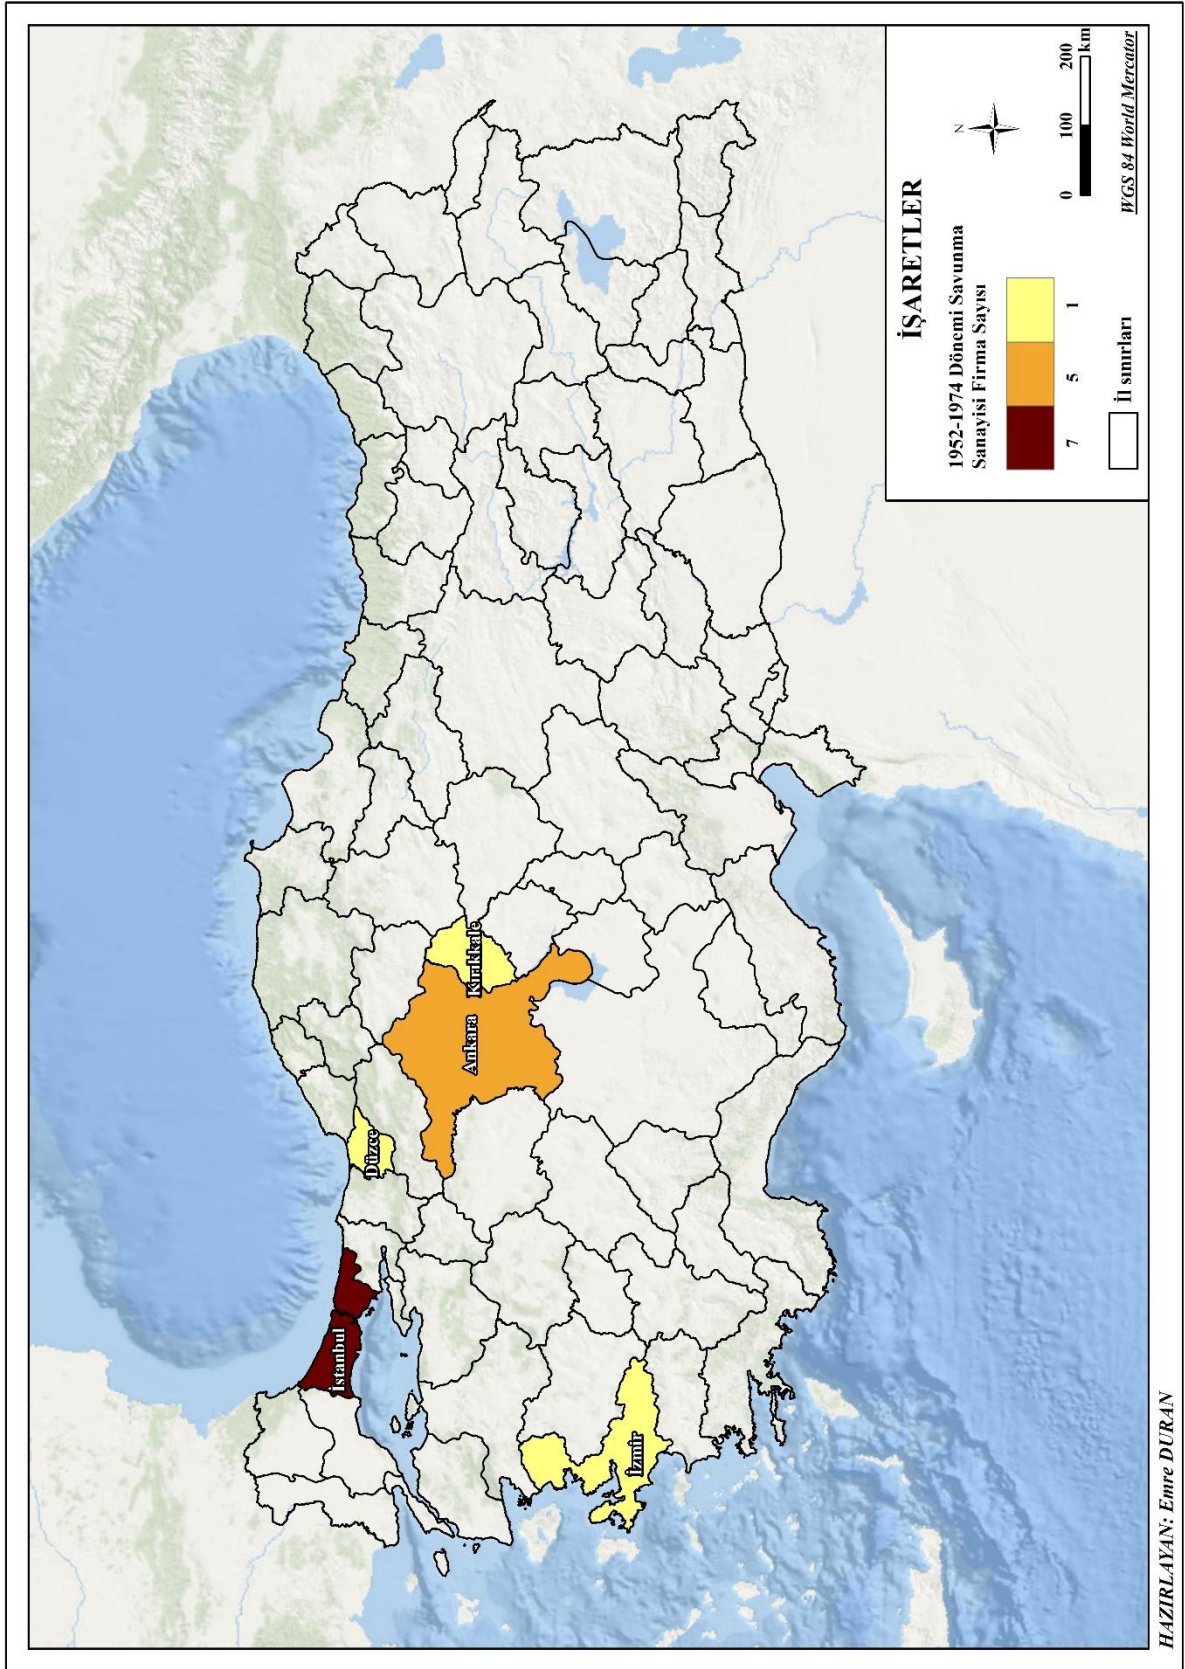 İstanbul
Düzce
Ankara
Kırıkkale
İzmir
İŞARETLER
1952-1974 Dönemi Savunma
Sanayisi Firma Sayısı
7 5 1
İl sınırları
N
0 100 200
km
WGS 84 World Mercator
HAZIRLAYAN: Emre DURAN